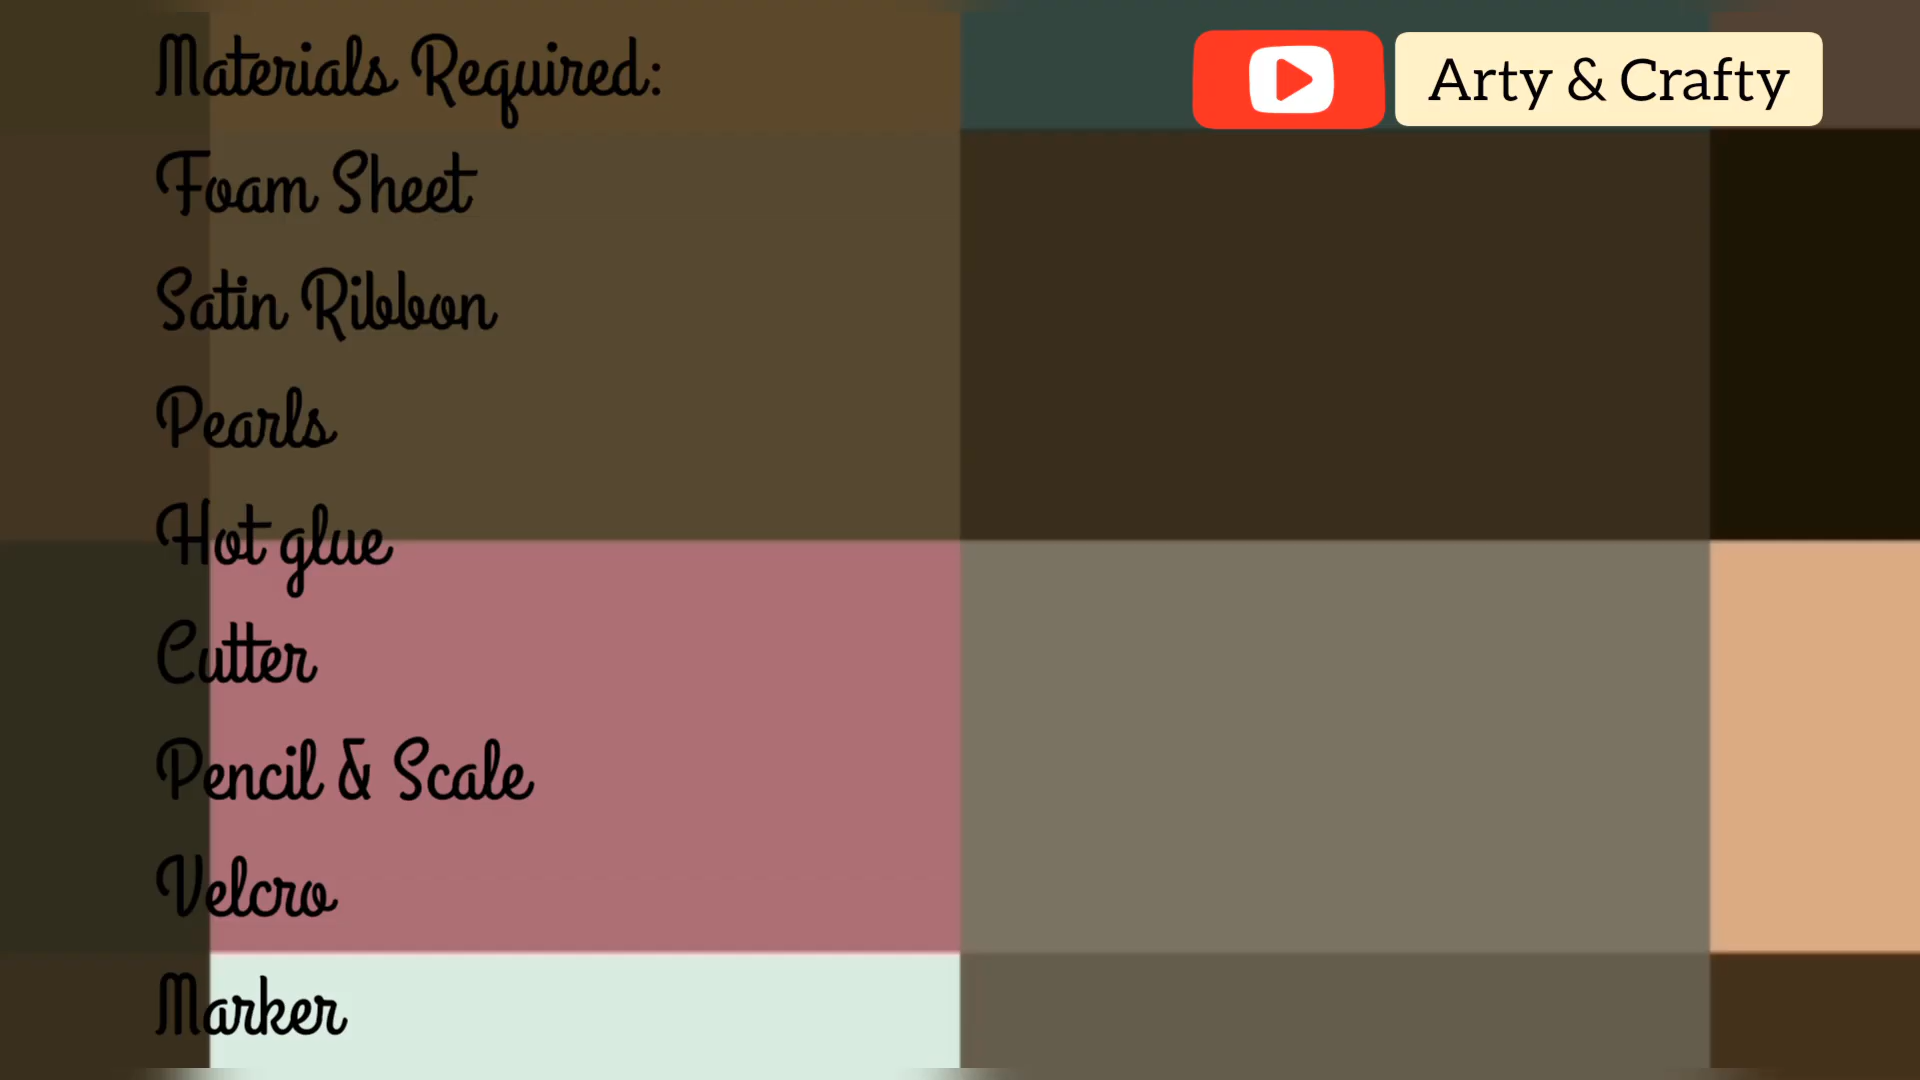 Materials Required:
Arty & Crafty
Foam Sheet
Satin Ribbon
Pearls
Hot glue
Cutter
Pencil & Scale
Velcro
Marker